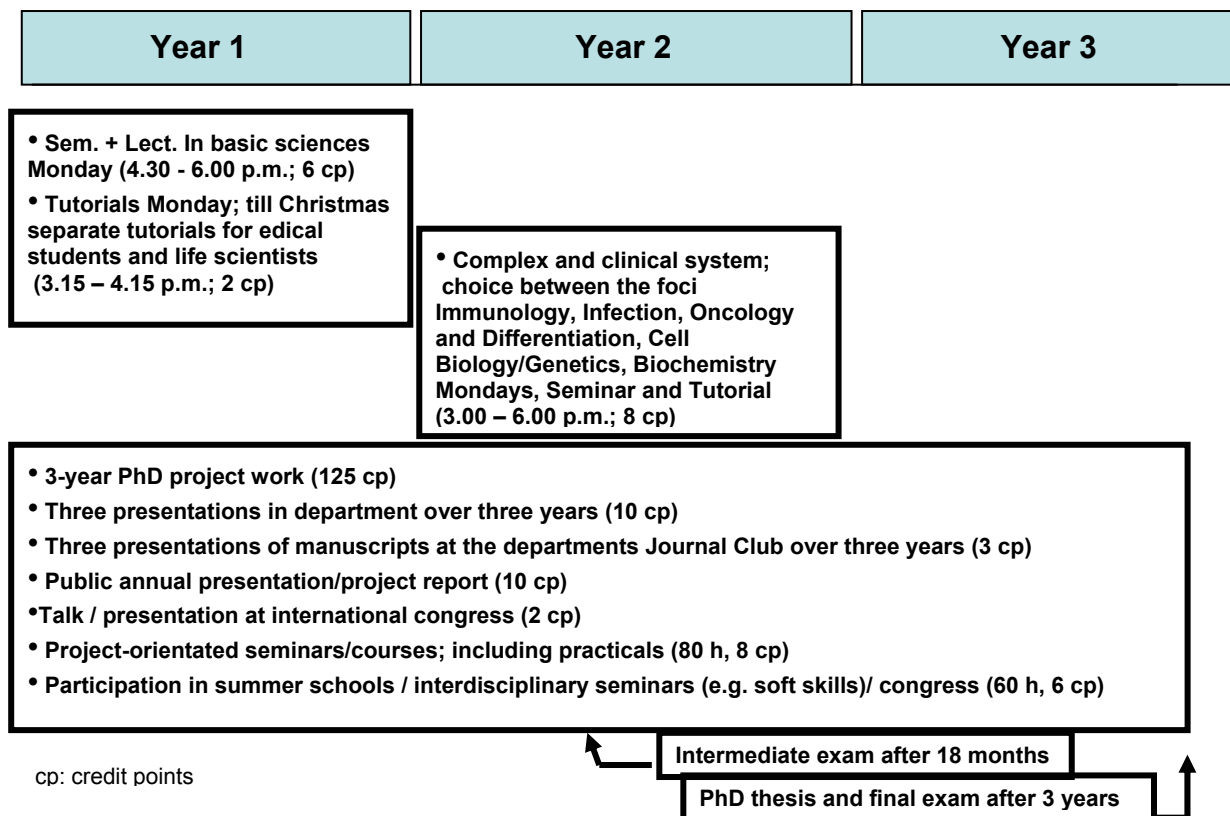 Year 1
Year 2
Year 3
• Sem. + Lect. In basic sciences
Monday (4.30 - 6.00 p.m.; 6 cp)
• Tutorials Monday; till Christmas
separate tutorials for edical
students and life scientists
(3.15 – 4.15 p.m.; 2 cp)
• Complex and clinical system;
choice between the foci
Immunology, Infection, Oncology
and Differentiation, Cell
Biology/Genetics, Biochemistry
Mondays, Seminar and Tutorial
(3.00 – 6.00 p.m.; 8 cp)
• 3-year PhD project work (125 cp)
• Three presentations in department over three years (10 cp)
• Three presentations of manuscripts at the departments Journal Club over three years (3 cp)
• Public annual presentation/project report (10 cp)
•Talk / presentation at international congress (2 cp)
• Project-orientated seminars/courses; including practicals (80 h, 8 cp)
• Participation in summer schools / interdisciplinary seminars (e.g. soft skills)/ congress (60 h, 6 cp)
Intermediate exam after 18 months
cp: credit points
PhD thesis and final exam after 3 years